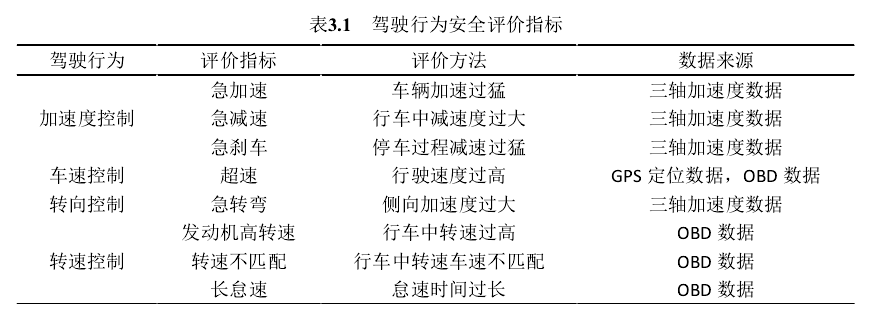 表3.1 驾驶行为安全评价指标
驾驶行为 评价指标 评价方法 数据来源
急加速 车辆加速过猛 三轴加速度数据
加速度控制 急减速 行车中减速度过大 三轴加速度数据
急刹车 停车过程减速过猛 三轴加速度数据
车速控制 超速 行驶速度过高 GPS 定位数据，OBD 数据
转向控制 急转弯 侧向加速度过大 三轴加速度数据
发动机高转速 行车中转速过高 OBD 数据
转速控制 转速不匹配 行车中转速车速不匹配 OBD 数据
长怠速 怠速时间过长 OBD 数据